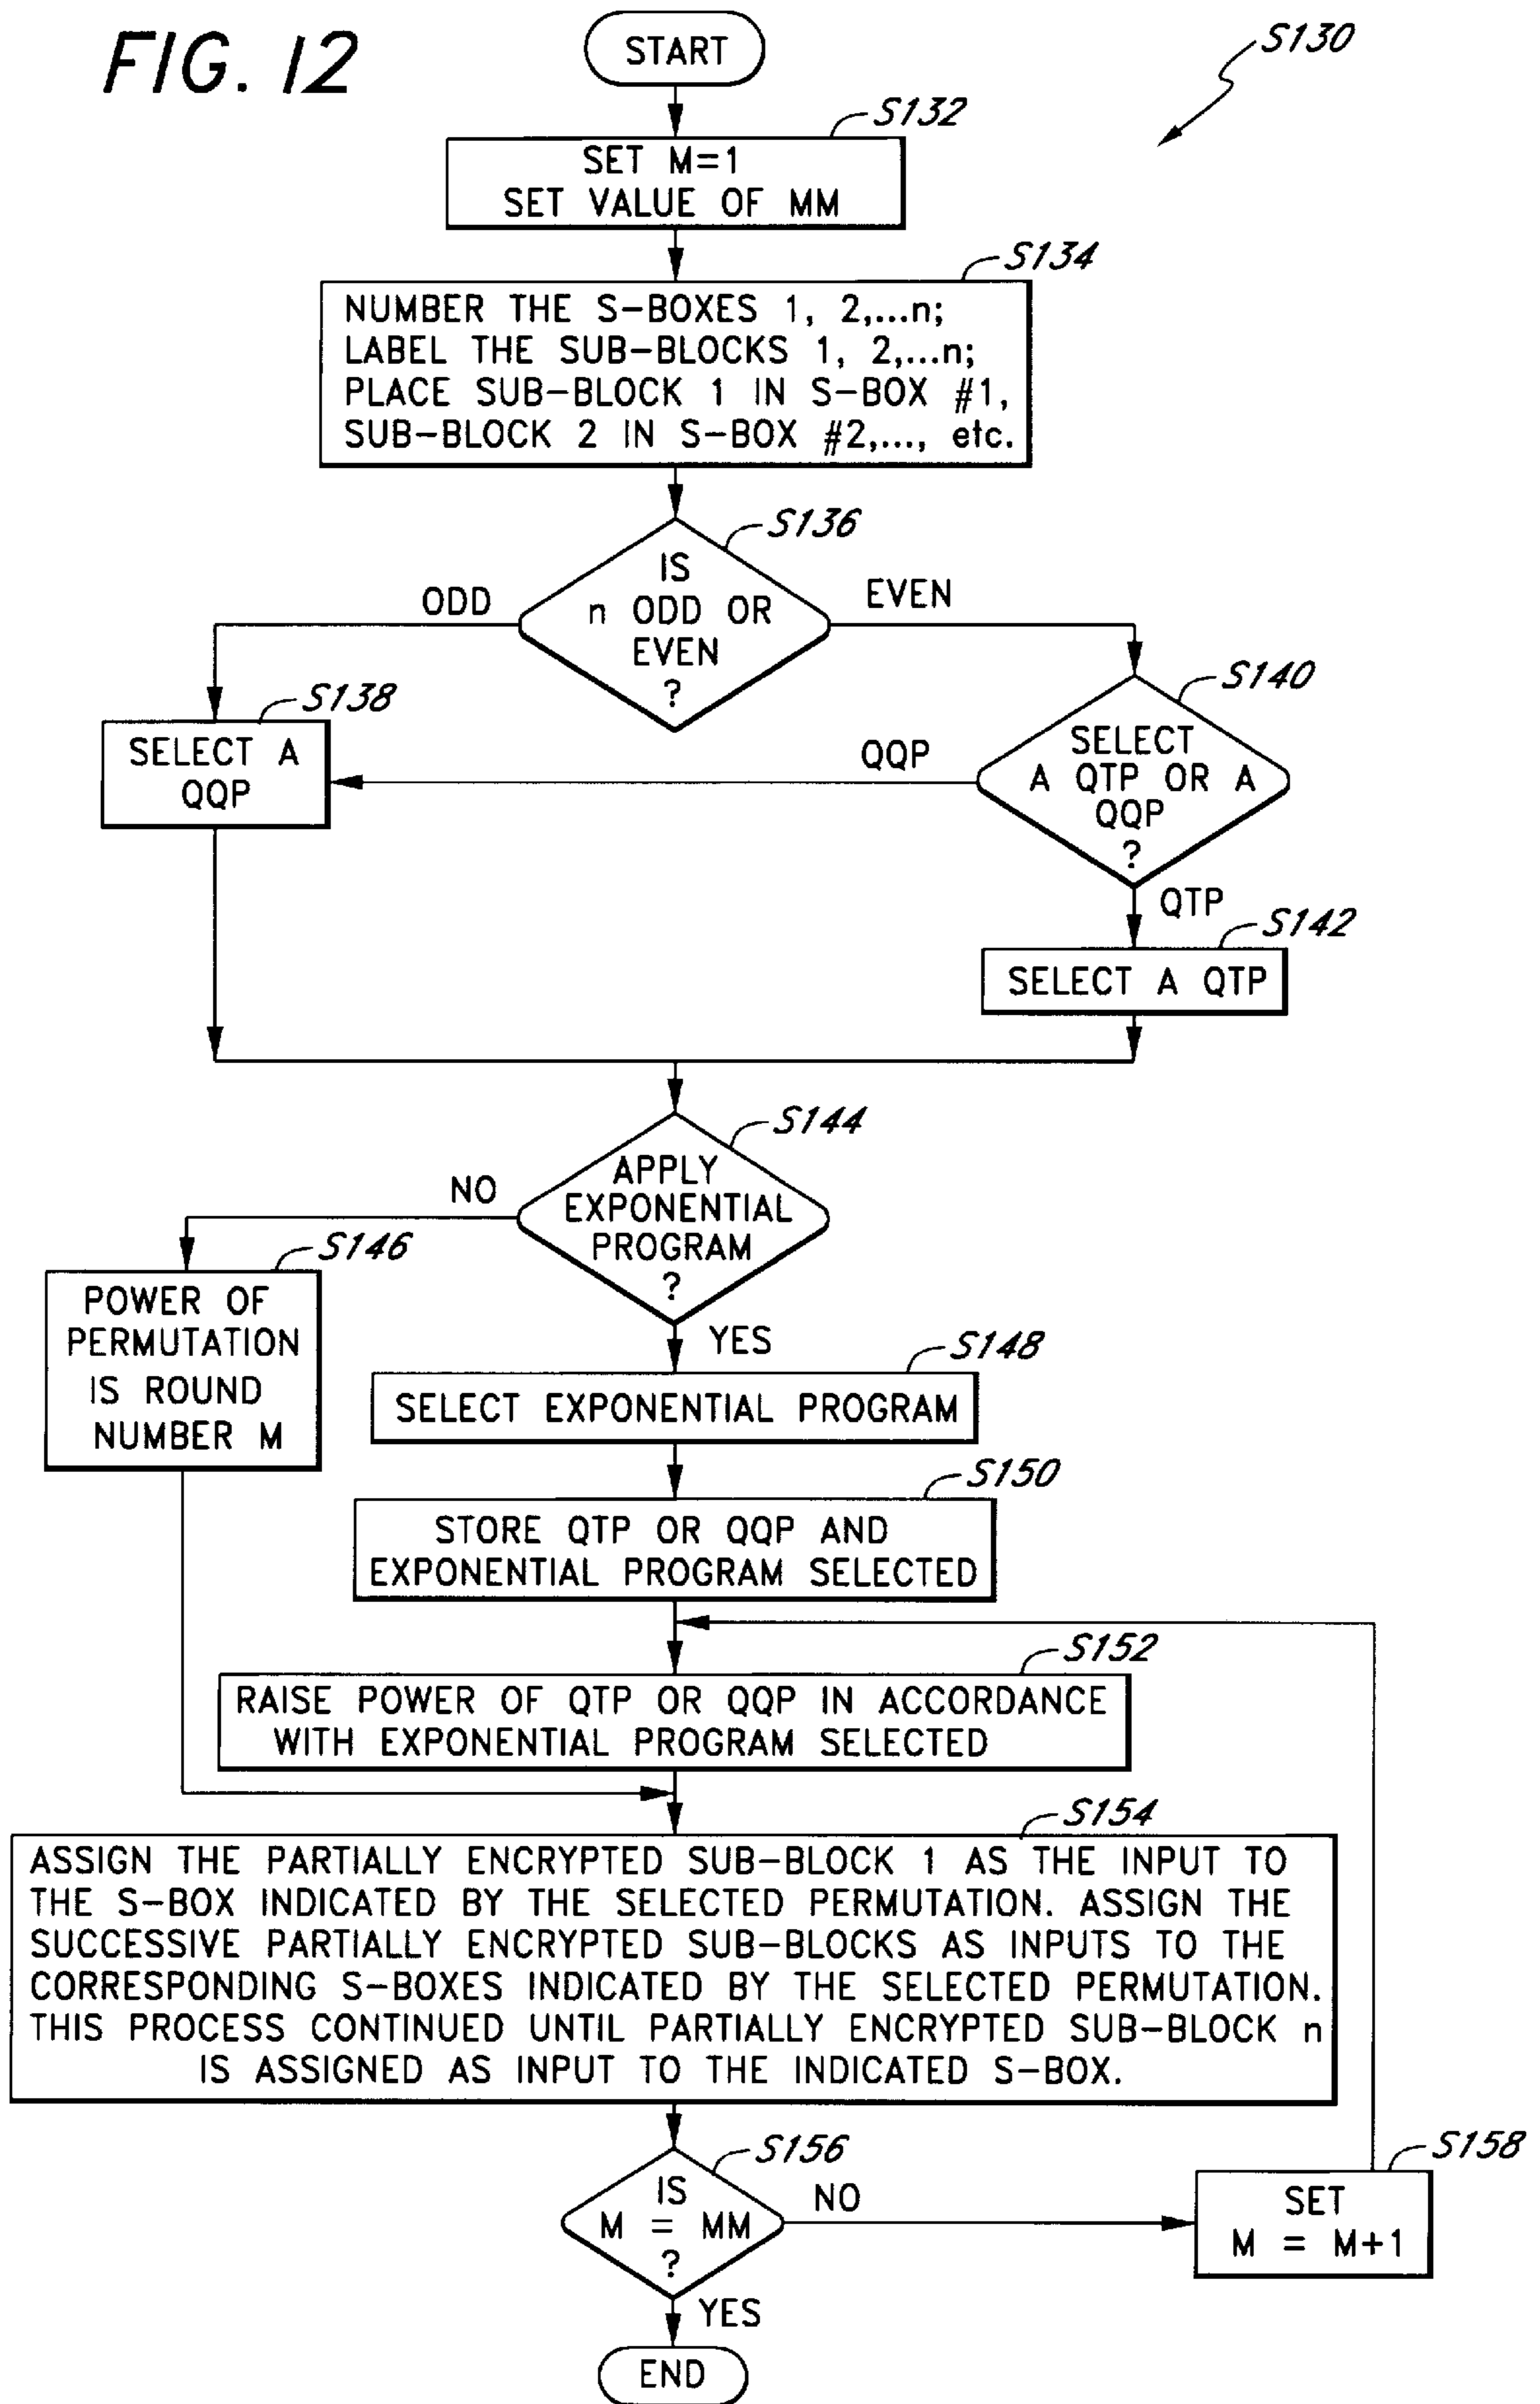 FIG. 12
START
S130
S132
SET M=1
SET VALUE OF MM
S134
NUMBER THE S-BOXES 1, 2,...n;
LABEL THE SUB-BLOCKS 1, 2,...n;
PLACE SUB-BLOCK 1 IN S-BOX #1,
SUB-BLOCK 2 IN S-BOX #2,..., etc.
S136
IS
n ODD OR
EVEN
?
ODD
EVEN
S138
SELECT A
QQP
S140
SELECT
A QTP OR A
QQP
?
QQP
QTP
S142
SELECT A QTP
S144
APPLY
EXPONENTIAL
PROGRAM
?
NO
YES
S146
POWER OF
PERMUTATION
IS ROUND
NUMBER M
S148
SELECT EXPONENTIAL PROGRAM
S150
STORE QTP OR QQP AND
EXPONENTIAL PROGRAM SELECTED
S152
RAISE POWER OF QTP OR QQP IN ACCORDANCE
WITH EXPONENTIAL PROGRAM SELECTED
S154
ASSIGN THE PARTIALLY ENCRYPTED SUB-BLOCK 1 AS THE INPUT TO
THE S-BOX INDICATED BY THE SELECTED PERMUTATION. ASSIGN THE
SUCCESSIVE PARTIALLY ENCRYPTED SUB-BLOCKS AS INPUTS TO THE
CORRESPONDING S-BOXES INDICATED BY THE SELECTED PERMUTATION.
THIS PROCESS CONTINUED UNTIL PARTIALLY ENCRYPTED SUB-BLOCK n
IS ASSIGNED AS INPUT TO THE INDICATED S-BOX.
S156
IS
M = MM
?
NO
S158
SET
M = M+1
YES
END